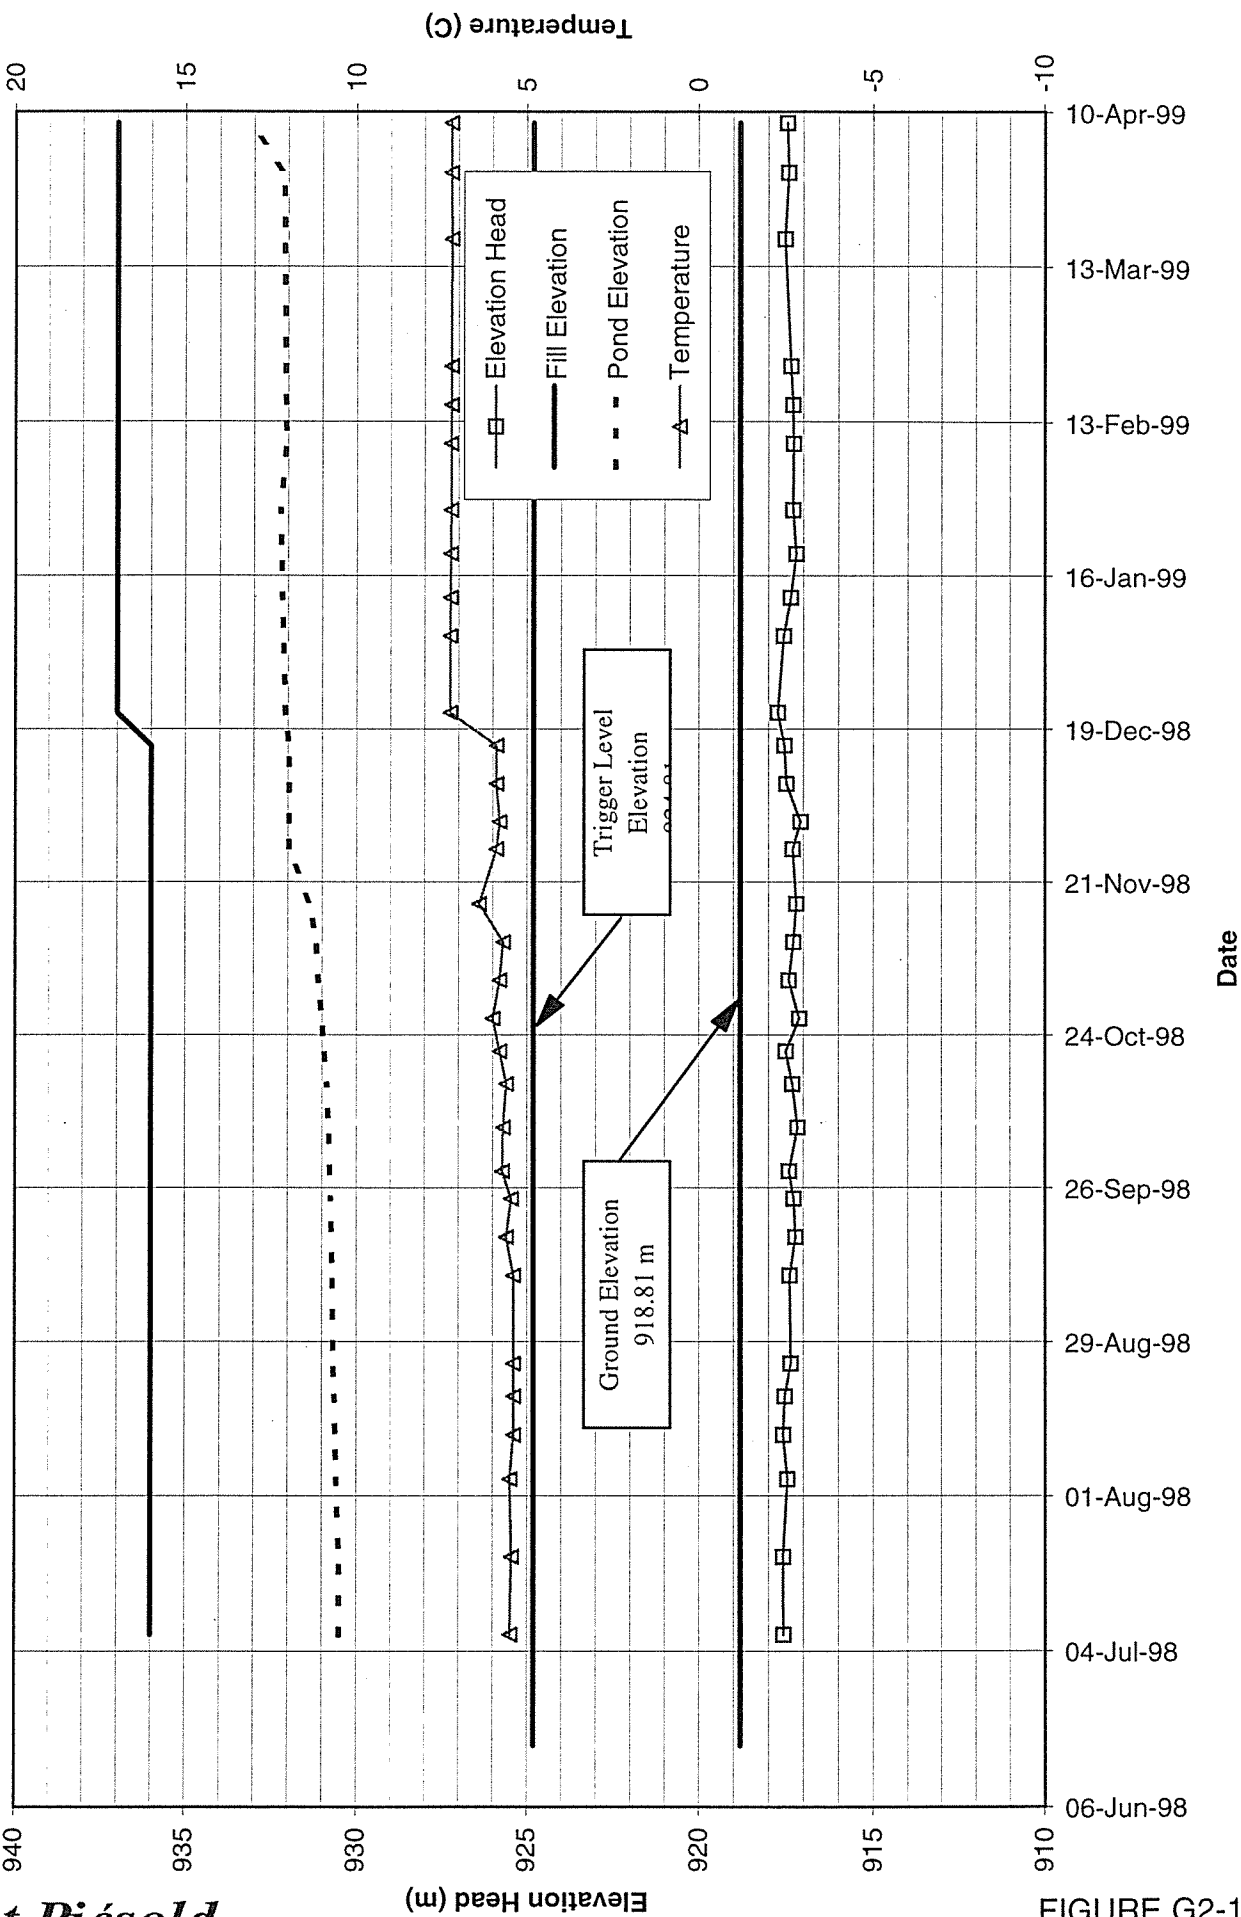 Temperature (C)
20
15
10
5
0
-5
-10
Elevation Head
Fill Elevation
Pond Elevation
Temperature
Trigger Level
Elevation
Ground Elevation
918.81 m
940
935
930
925
920
915
910
Elevation Head (m)
06-Jun-98
04-Jul-98
01-Aug-98
29-Aug-98
26-Sep-98
24-Oct-98
21-Nov-98
19-Dec-98
16-Jan-99
13-Feb-99
13-Mar-99
10-Apr-99
Date
Piésold
FIGURE G2-1